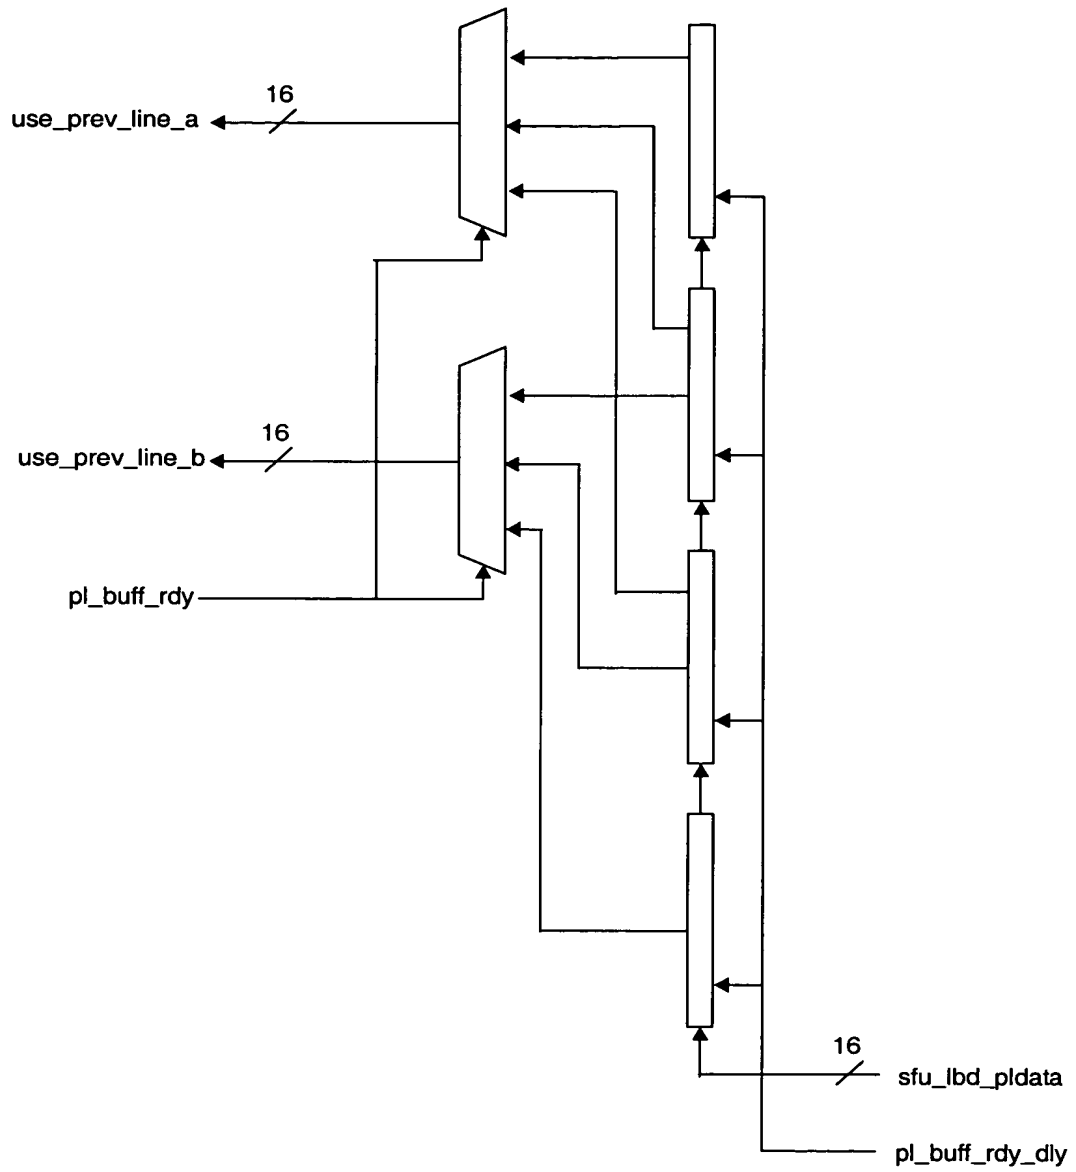 16
use_prev_line_a
16
use_prev_line_b
pl_buff_rdy
16
sfu_lbd_pldata
pl_buff_rdy_dly